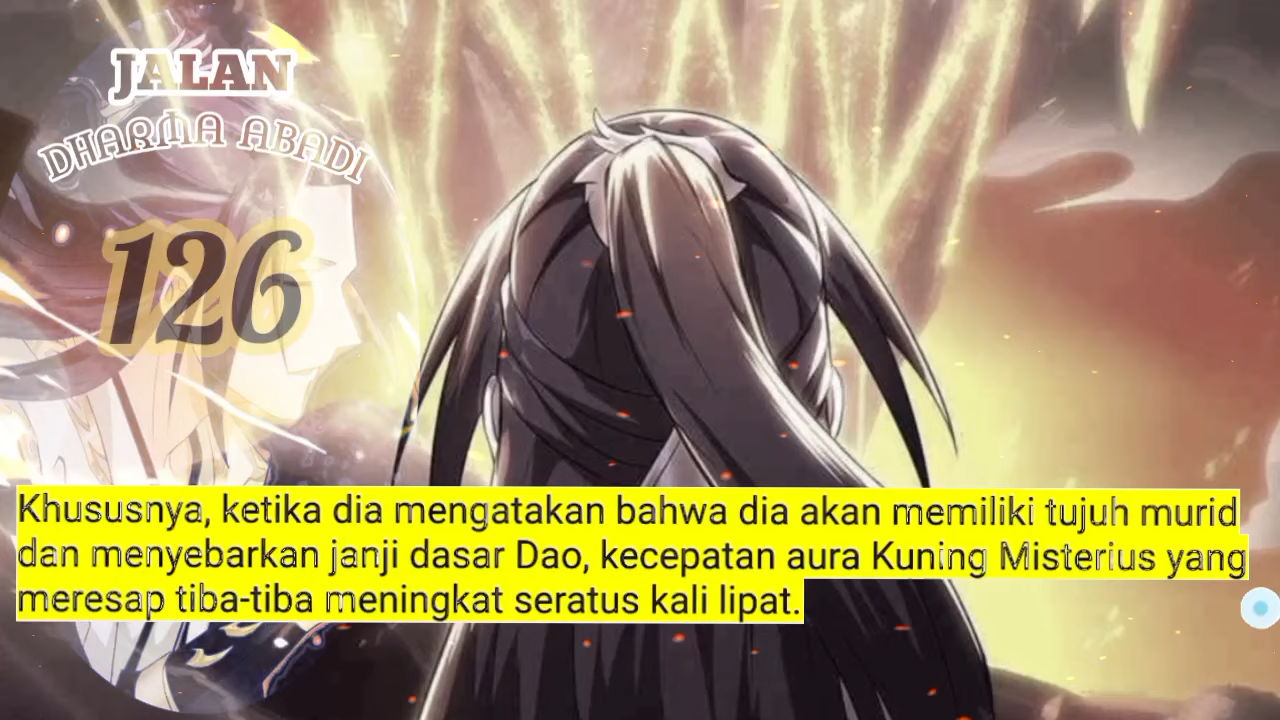 JALAN
DHARMA ABADI
126
Khususnya, ketika dia mengatakan bahwa dia akan memiliki tujuh murid
dan menyebarkan janji dasar Dao, kecepatan aura Kuning Misterius yang
meresap tiba-tiba meningkat seratus kali lipat.